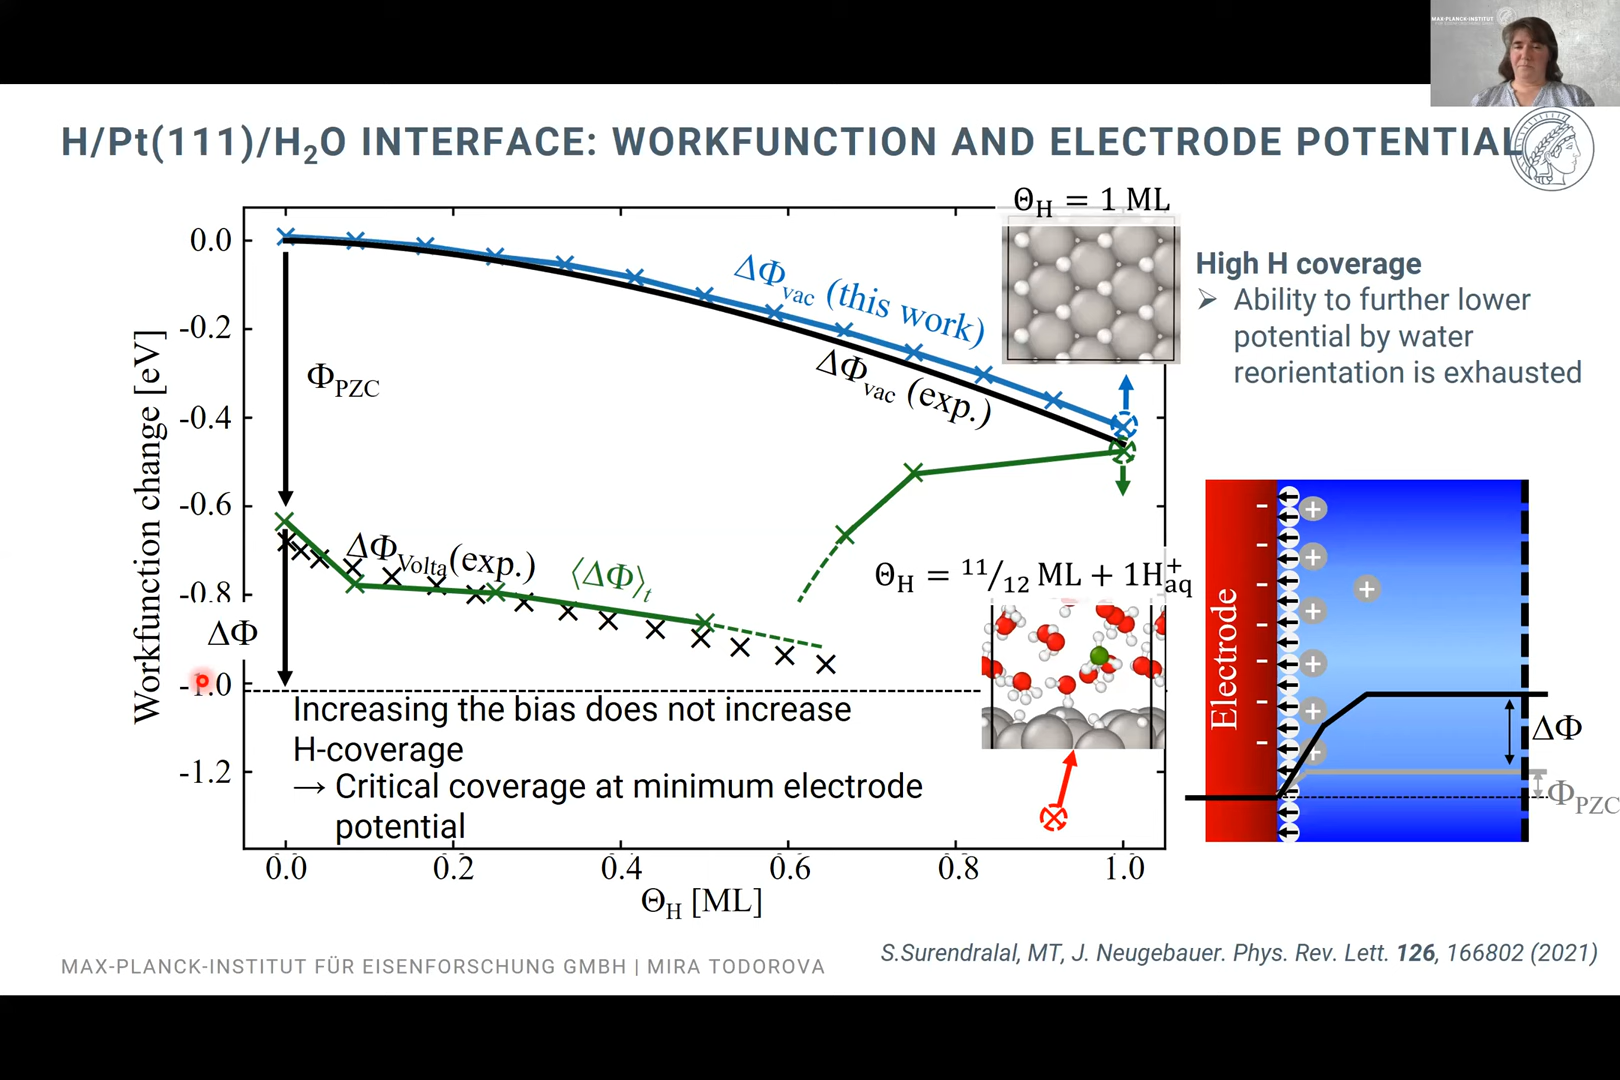 MAX-PLANCK-INSTITUT
H/Pt(111)/H₂O INTERFACE: WORKFUNCTION AND ELECTRODE POTENTIAL
Θ_H = 1 ML
0.0
-0.2
-0.4
-0.6
-0.8
-1.0
-1.2
Workfunction change [eV]
Φ_PZC
ΔΦ
ΔΦ_vac (this work)
ΔΦ_vac (exp.)
ΔΦ_Volta (exp.)
⟨ΔΦ⟩_t
Θ_H = ¹¹/₁₂ ML + 1H⁺_aq
Increasing the bias does not increase
H-coverage
→ Critical coverage at minimum electrode
potential
0.0 0.2 0.4 0.6 0.8 1.0
Θ_H [ML]
High H coverage
➢ Ability to further lower
potential by water
reorientation is exhausted
Electrode
ΔΦ
Φ_PZC
S.Surendralal, MT, J. Neugebauer. Phys. Rev. Lett. 126, 166802 (2021)
MAX-PLANCK-INSTITUT FÜR EISENFORSCHUNG GMBH | MIRA TODOROVA